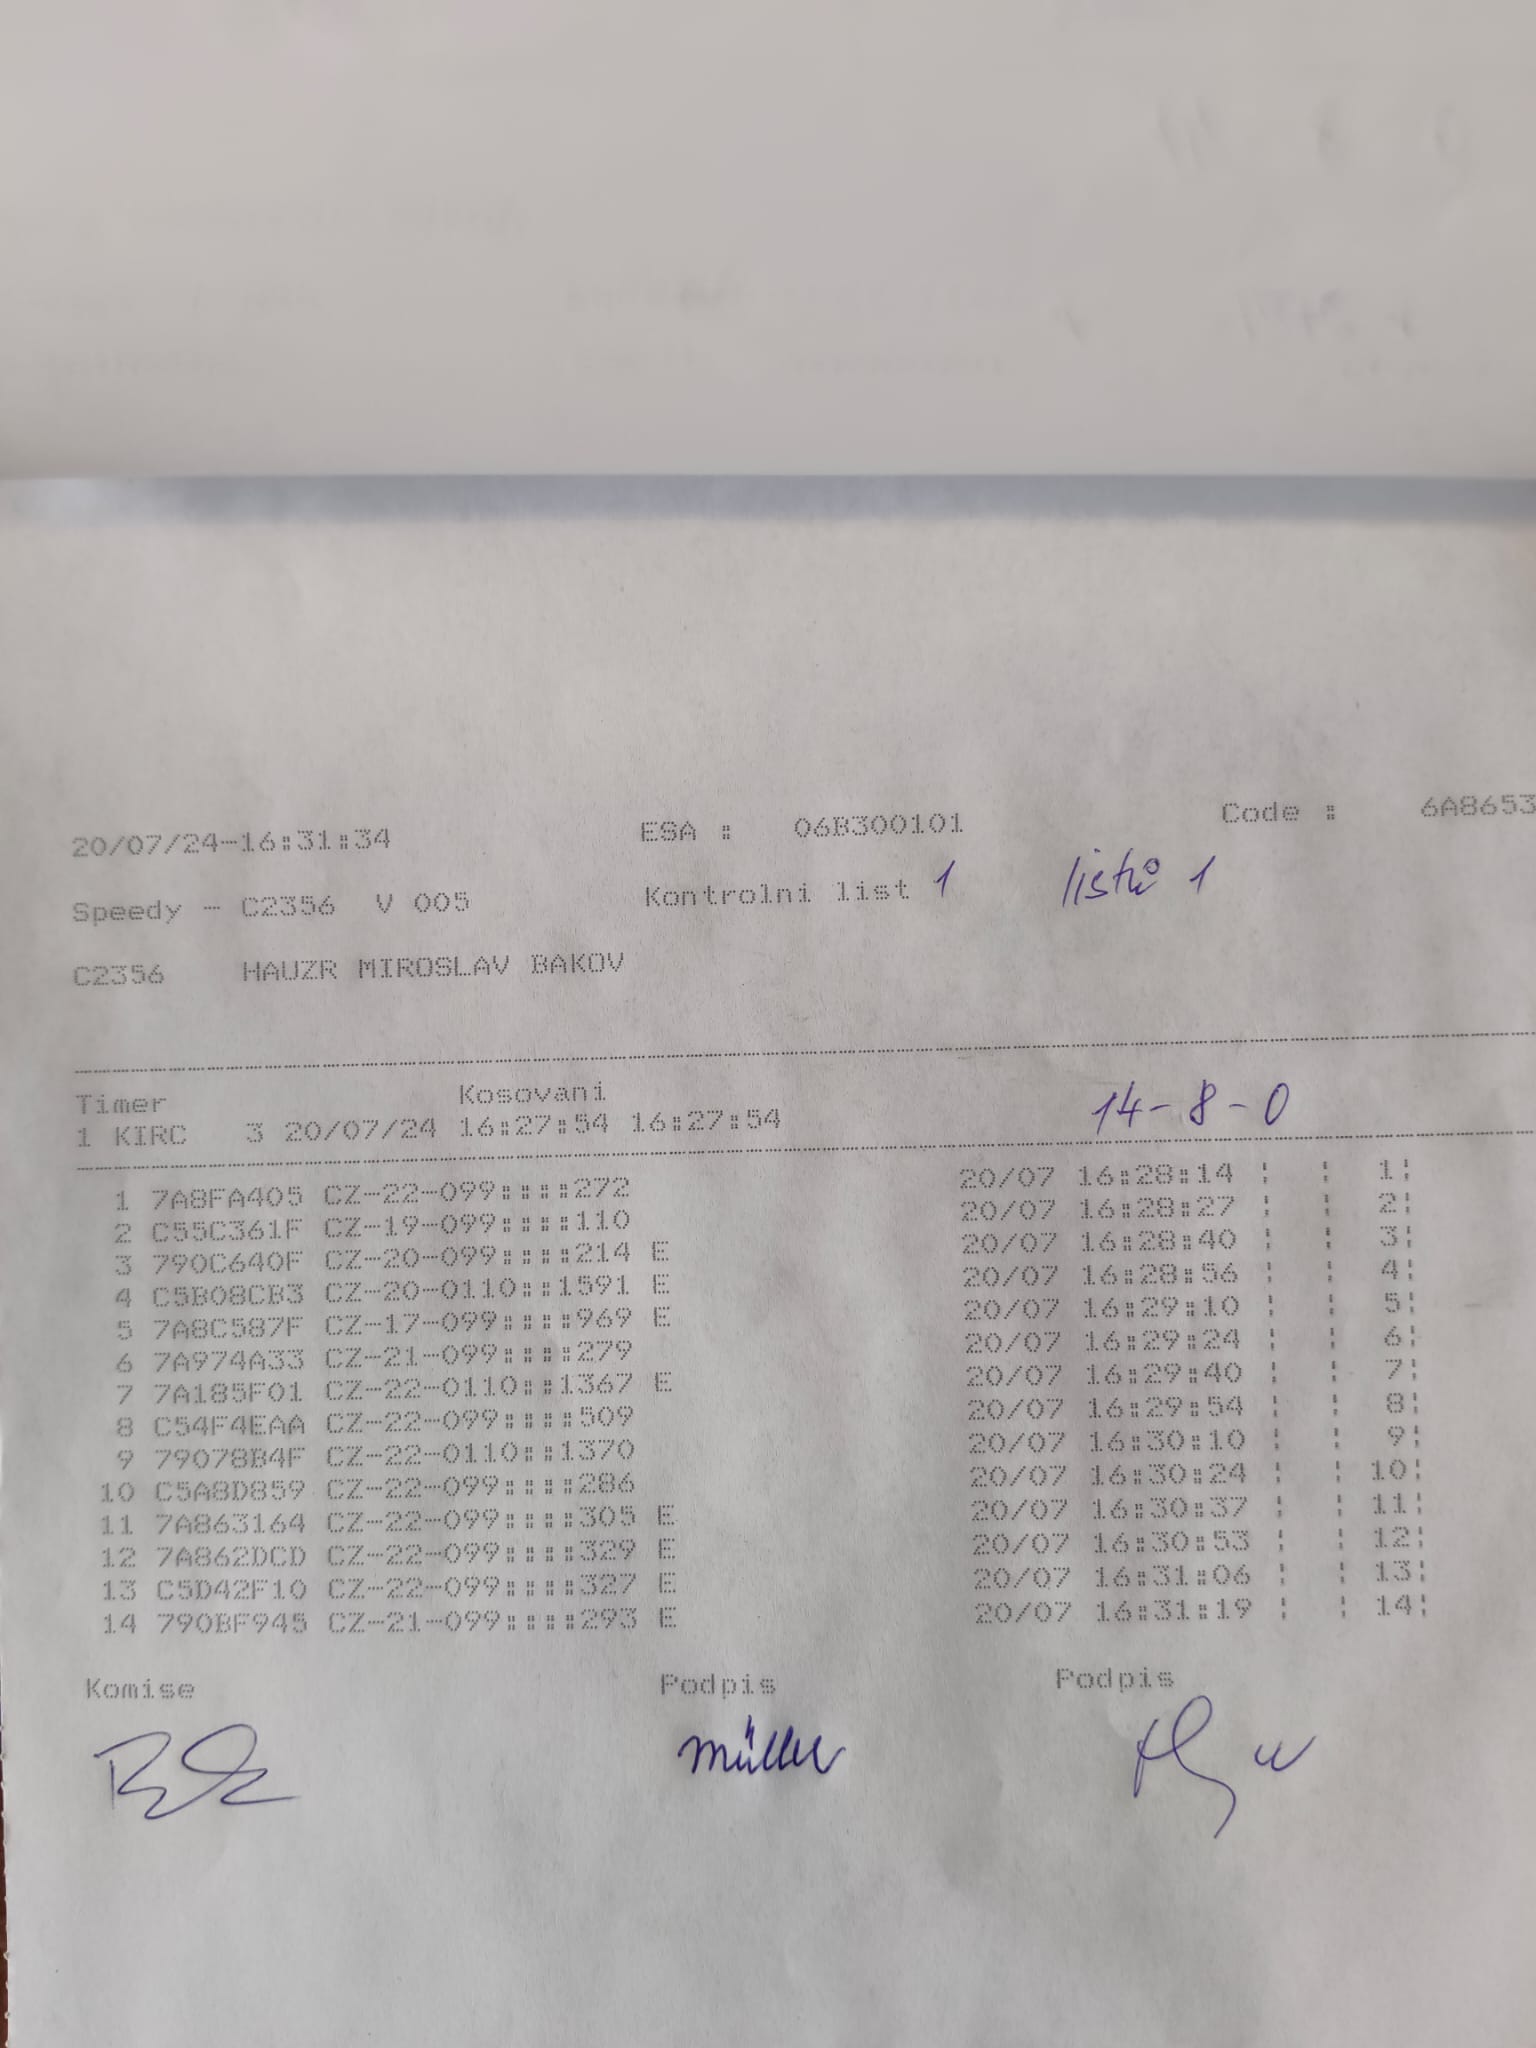 20/07/24-16:31:34 ESA : 06B300101 Code : 6A8653
Speedy - C2356 V 005 Kontrolni list 1 listů 1
C2356 HAUZR MIROSLAV BAKOV
Timer Kosovani
1 KIRC 3 20/07/24 16:27:54 16:27:54 14-8-0
1 7A8FA405 CZ-22-099::::272 20/07 16:28:14 : : 1:
2 C55C361F CZ-19-099::::110 20/07 16:28:27 : : 2:
3 790C640F CZ-20-099::::214 E 20/07 16:28:40 : : 3:
4 C5B08CB3 CZ-20-0110::1591 E 20/07 16:28:56 : : 4:
5 7A8C587F CZ-17-099::::969 E 20/07 16:29:10 : : 5:
6 7A974A33 CZ-21-099::::279 20/07 16:29:24 : : 6:
7 7A185F01 CZ-22-0110::1367 E 20/07 16:29:40 : : 7:
8 C54F4EAA CZ-22-099::::509 20/07 16:29:54 : : 8:
9 79078B4F CZ-22-0110::1370 20/07 16:30:10 : : 9:
10 C5A8D859 CZ-22-099::::286 20/07 16:30:24 : : 10:
11 7A863164 CZ-22-099::::305 E 20/07 16:30:37 : : 11:
12 7A862DCD CZ-22-099::::329 E 20/07 16:30:53 : : 12:
13 C5D42F10 CZ-22-099::::327 E 20/07 16:31:06 : : 13:
14 790BF945 CZ-21-099::::293 E 20/07 16:31:19 : : 14:
Komise Podpis Podpis
Müller